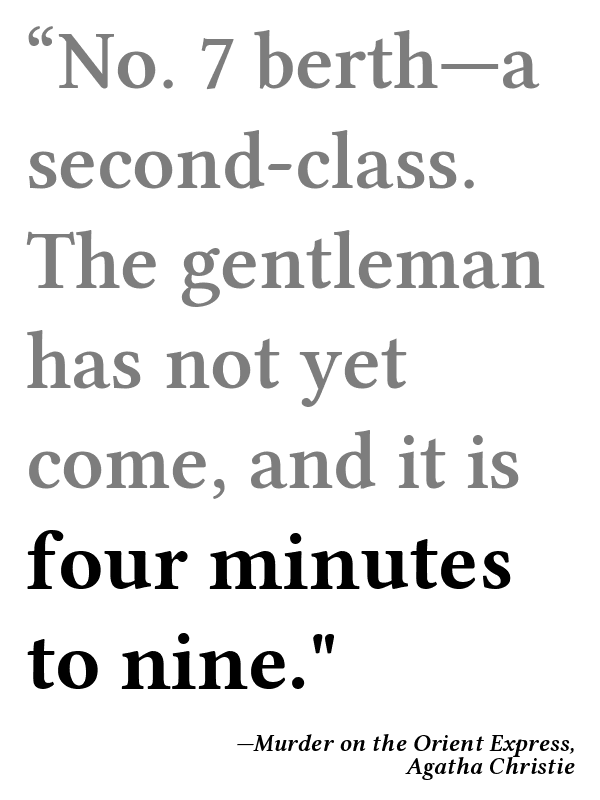 “No. 7 berth—a
second-class.
The gentleman
has not yet
come, and it is
four minutes
to nine."
—Murder on the Orient Express,
Agatha Christie